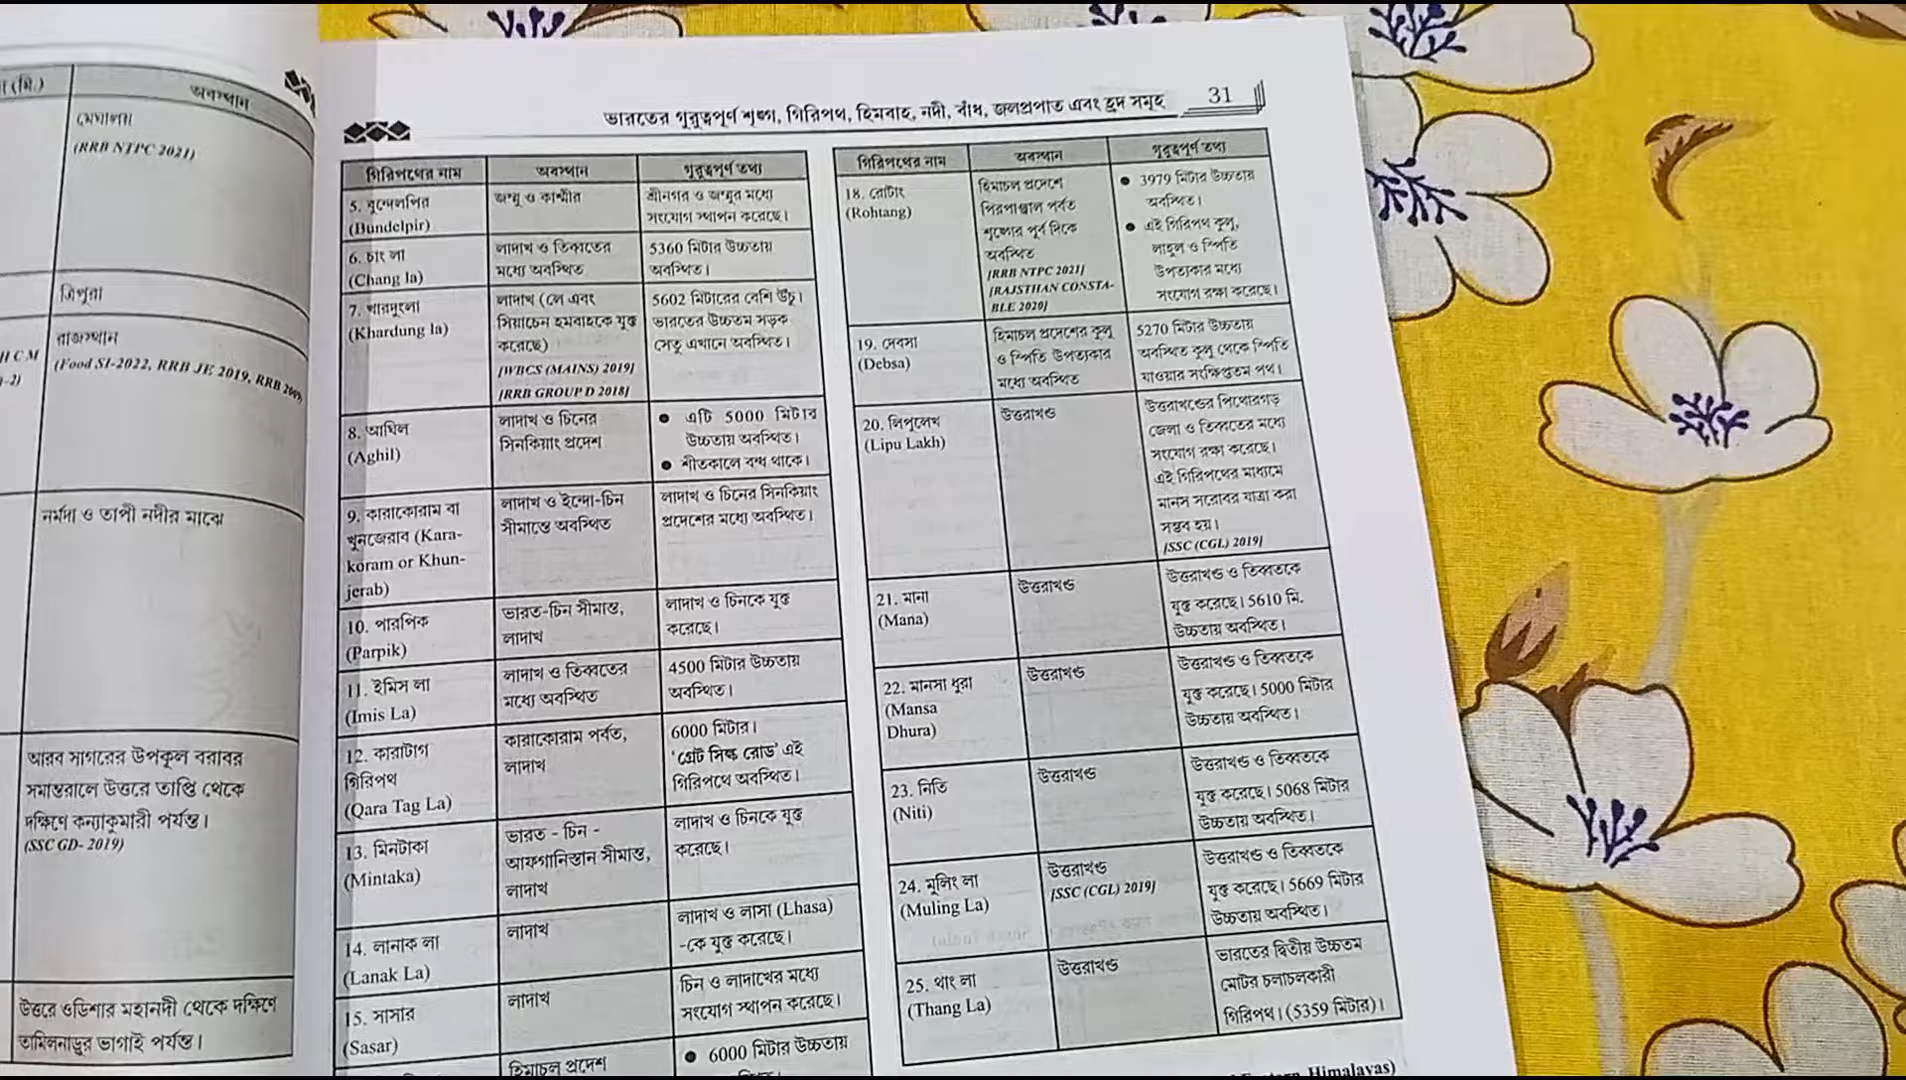 (মি.)
অবস্থান
মেঘালয়
(RRB NTPC 2021)
ত্রিপুরা
রাজস্থান
(Food SI-2022, RRB JE 2019, RRB 2009)
H C M
নর্মদা ও তাপী নদীর মাঝে
আরব সাগরের উপকূল বরাবর
সমান্তরালে উত্তরে তাপ্তি থেকে
দক্ষিণে কন্যাকুমারী পর্যন্ত।
(SSC GD- 2019)
উত্তরে ওডিশার মহানদী থেকে দক্ষিণে
তামিলনাড়ুর ভাগাই পর্যন্ত।
ভারতের গুরুত্বপূর্ণ শৃঙ্গ, গিরিপথ, হিমবাহ, নদী, বাঁধ, জলপ্রপাত এবং হ্রদ সমূহ
31
গিরিপথের নাম
অবস্থান
গুরুত্বপূর্ণ তথ্য
5. বুন্দেলপির
(Bundelpir)
জম্মু ও কাশ্মীর
শ্রীনগর ও জম্মুর মধ্যে
সংযোগ স্থাপন করেছে।
6. চাং লা
(Chang la)
লাদাখ ও তিব্বতের
মধ্যে অবস্থিত
5360 মিটার উচ্চতায়
অবস্থিত।
7. খারদুংলা
(Khardung la)
লাদাখ (লে এবং
সিয়াচেন হমবাহকে যুক্ত
করেছে)
[WBCS (MAINS) 2019]
[RRB GROUP D 2018]
5602 মিটারের বেশি উঁচু।
ভারতের উচ্চতম সড়ক
সেতু এখানে অবস্থিত।
8. আঘিল
(Aghil)
লাদাখ ও চিনের
সিনকিয়াং প্রদেশ
● এটি 5000 মিটার
উচ্চতায় অবস্থিত।
● শীতকালে বন্ধ থাকে।
9. কারাকোরাম বা
খুনজেরাব (Kara-
koram or Khun-
jerab)
লাদাখ ও ইন্দো-চিন
সীমান্তে অবস্থিত
লাদাখ ও চিনের সিনকিয়াং
প্রদেশের মধ্যে অবস্থিত।
10. পারপিক
(Parpik)
ভারত-চিন সীমান্ত,
লাদাখ
লাদাখ ও চিনকে যুক্ত
করেছে।
11. ইমিস লা
(Imis La)
লাদাখ ও তিব্বতের
মধ্যে অবস্থিত
4500 মিটার উচ্চতায়
অবস্থিত।
12. কারাটাগ
গিরিপথ
(Qara Tag La)
কারাকোরাম পর্বত,
লাদাখ
6000 মিটার।
'গ্রেট সিল্ক রোড' এই
গিরিপথে অবস্থিত।
13. মিনটাকা
(Mintaka)
ভারত - চিন -
আফগানিস্তান সীমান্ত,
লাদাখ
লাদাখ ও চিনকে যুক্ত
করেছে।
14. লানাক লা
(Lanak La)
লাদাখ
লাদাখ ও লাসা (Lhasa)
-কে যুক্ত করেছে।
15. সাসার
(Sasar)
লাদাখ
চিন ও লাদাখের মধ্যে
সংযোগ স্থাপন করেছে।
হিমাচল প্রদেশ
● 6000 মিটার উচ্চতায়
গিরিপথের নাম
অবস্থান
গুরুত্বপূর্ণ তথ্য
18. রোটাং
(Rohtang)
হিমাচল প্রদেশে
পিরপাঞ্জাল পর্বত
শৃঙ্গের পূর্ব দিকে
অবস্থিত
[RRB NTPC 2021]
[RAJSTHAN CONSTA-
BLE 2020]
● 3979 মিটার উচ্চতায়
অবস্থিত।
● এই গিরিপথ কুলু,
লাহুল ও স্পিতি
উপত্যকার মধ্যে
সংযোগ রক্ষা করেছে।
19. দেবসা
(Debsa)
হিমাচল প্রদেশের কুলু
ও স্পিতি উপত্যকার
মধ্যে অবস্থিত
5270 মিটার উচ্চতায়
অবস্থিত কুলু থেকে স্পিতি
যাওয়ার সংক্ষিপ্ততম পথ।
20. লিপুলেখ
(Lipu Lakh)
উত্তরাখণ্ড
উত্তরাখণ্ডের পিথোরগড়
জেলা ও তিব্বতের মধ্যে
সংযোগ রক্ষা করেছে।
এই গিরিপথের মাধ্যমে
মানস সরোবর যাত্রা করা
সম্ভব হয়।
[SSC (CGL) 2019]
21. মানা
(Mana)
উত্তরাখণ্ড
উত্তরাখণ্ড ও তিব্বতকে
যুক্ত করেছে। 5610 মি.
উচ্চতায় অবস্থিত।
22. মানসা ধুরা
(Mansa
Dhura)
উত্তরাখণ্ড
উত্তরাখণ্ড ও তিব্বতকে
যুক্ত করেছে। 5000 মিটার
উচ্চতায় অবস্থিত।
23. নিতি
(Niti)
উত্তরাখণ্ড
উত্তরাখণ্ড ও তিব্বতকে
যুক্ত করেছে। 5068 মিটার
উচ্চতায় অবস্থিত।
24. মুলিং লা
(Muling La)
উত্তরাখণ্ড
[SSC (CGL) 2019]
উত্তরাখণ্ড ও তিব্বতকে
যুক্ত করেছে। 5669 মিটার
উচ্চতায় অবস্থিত।
25. থাং লা
(Thang La)
উত্তরাখণ্ড
ভারতের দ্বিতীয় উচ্চতম
মোটর চলাচলকারী
গিরিপথ। (5359 মিটার)।
Himalayas)